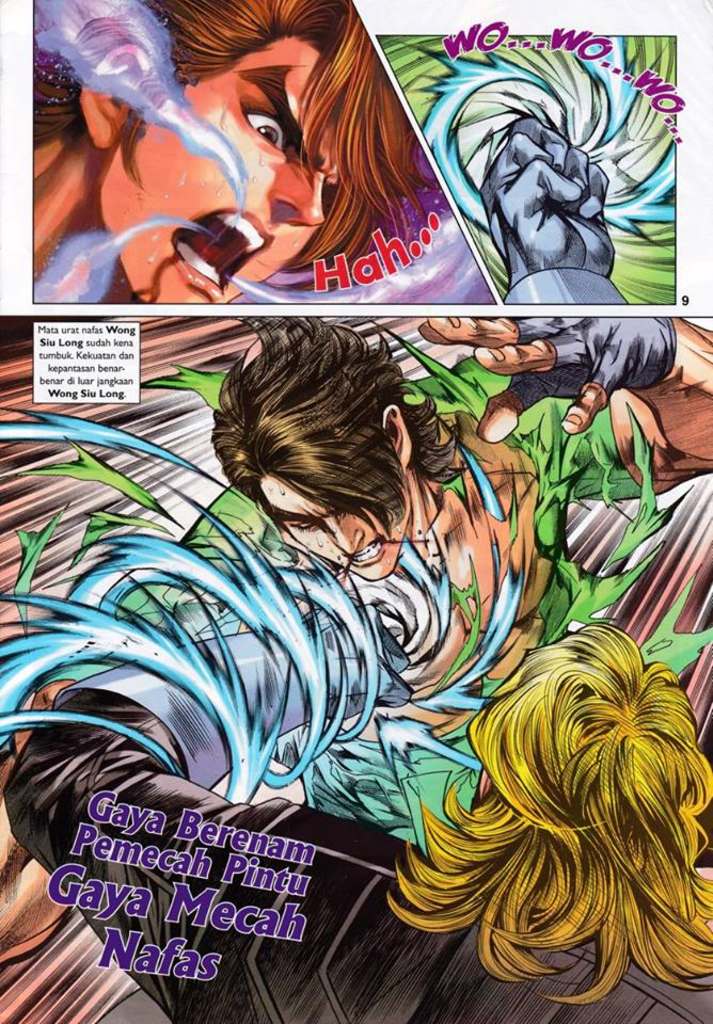 WO...WO...WO...
Hah...
9
Mata urat nafas Wong
Siu Long sudah kena
tumbuk. Kekuatan dan
kepantasan benar-
benar di luar jangkaan
Wong Siu Long.
Gaya Berenam
Pemecah Pintu
Gaya Mecah
Nafas